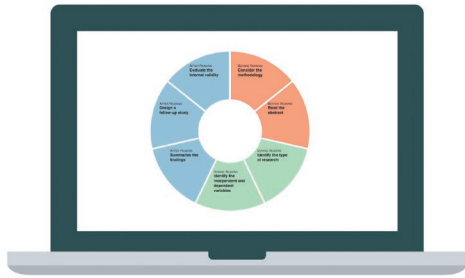 Consider the
methodology
Read the
abstract
Identify the type
of research
Identify the
independent and
dependent
variables
Summarize the
findings
Design a
follow-up study
Evaluate the
internal validity